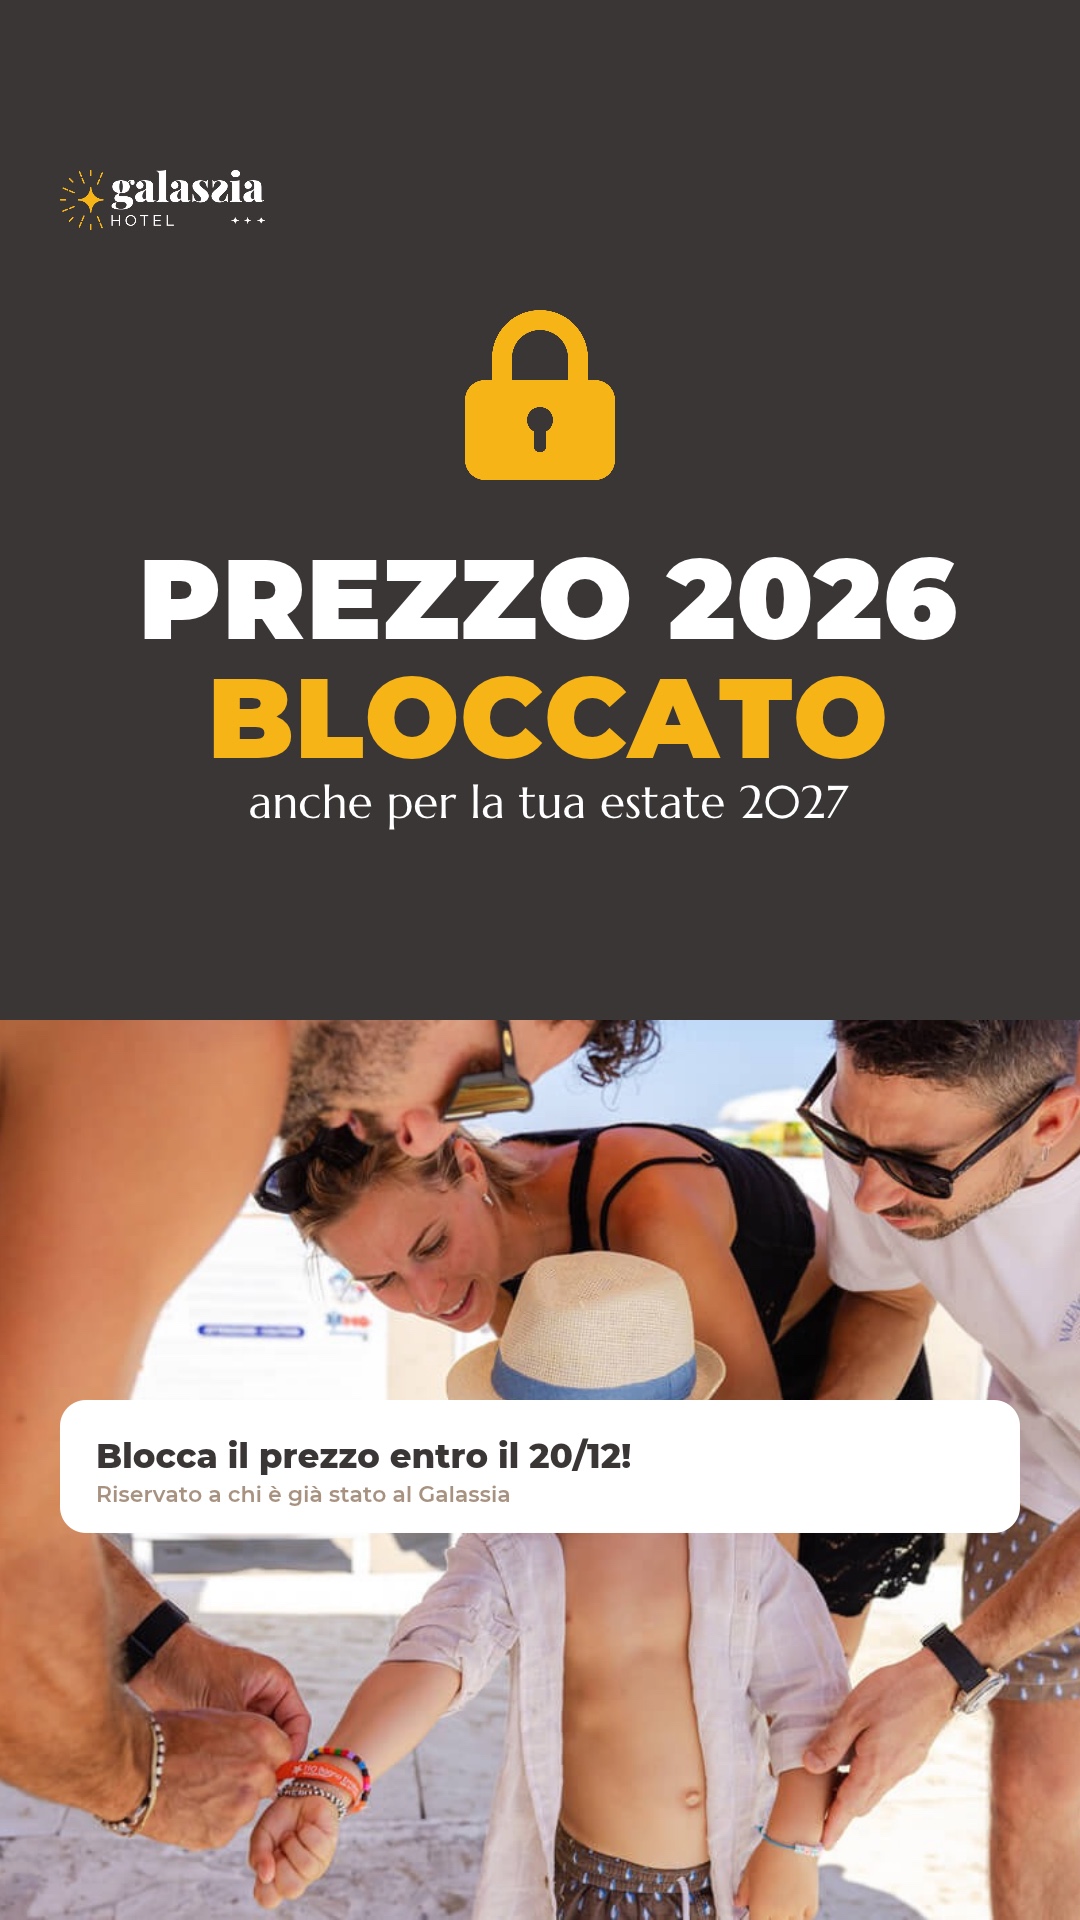 galassia
HOTEL
PREZZO 2026
BLOCCATO
anche per la tua estate 2027
Blocca il prezzo entro il 20/12!
Riservato a chi è già stato al Galassia